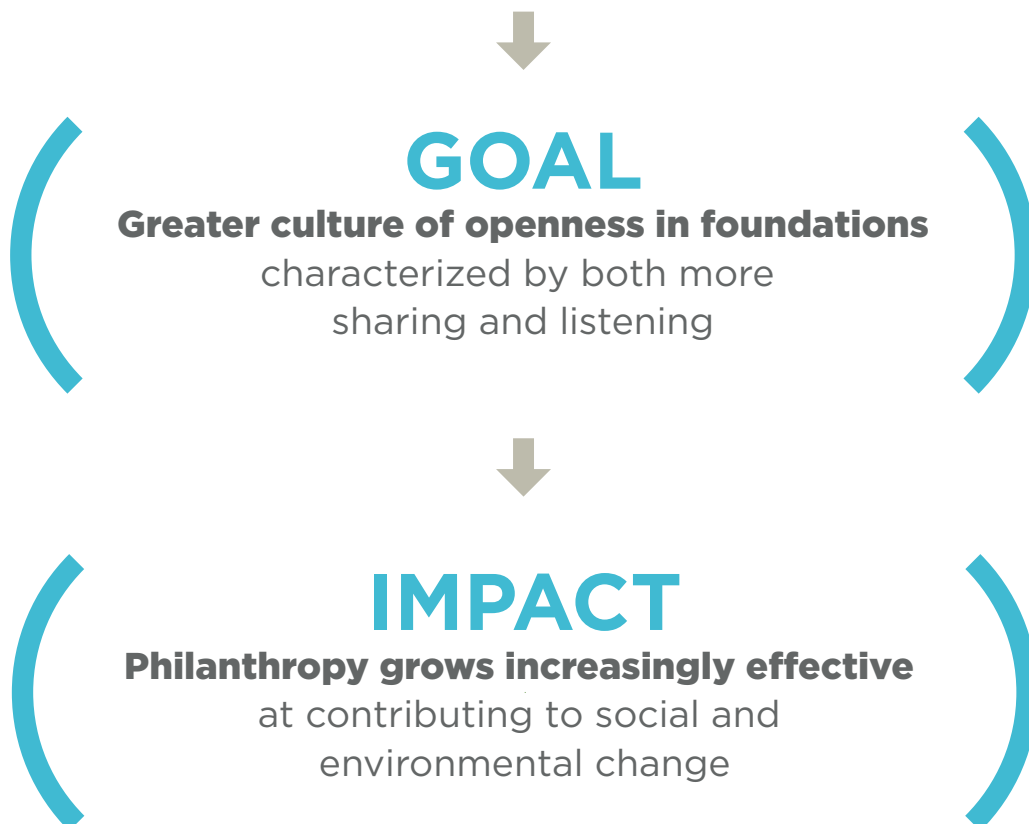 GOAL
Greater culture of openness in foundations
characterized by both more
sharing and listening
IMPACT
Philanthropy grows increasingly effective
at contributing to social and
environmental change